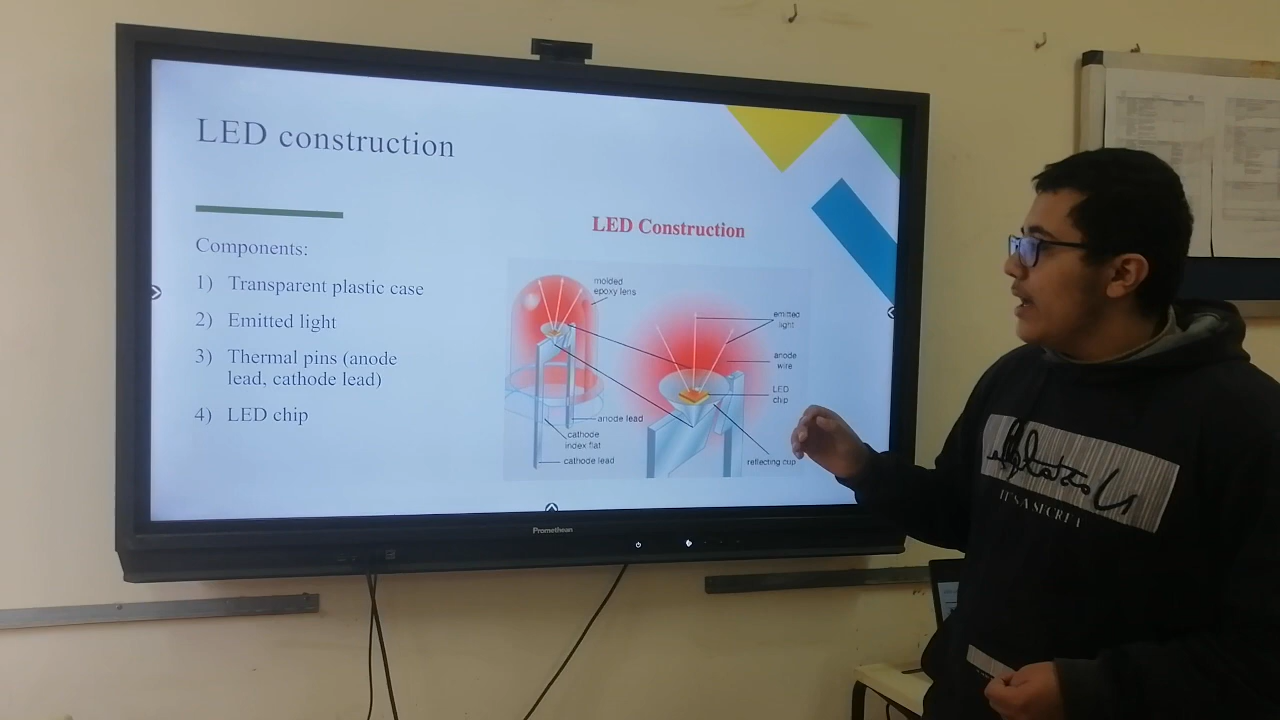 LED construction
Components:
1) Transparent plastic case
2) Emitted light
3) Thermal pins (anode
lead, cathode lead)
4) LED chip
LED Construction
molded
epoxy lens
emitted
light
anode
wire
LED
chip
anode lead
cathode
index flat
cathode lead
reflecting cup
Promethean
IT'S A SECRET